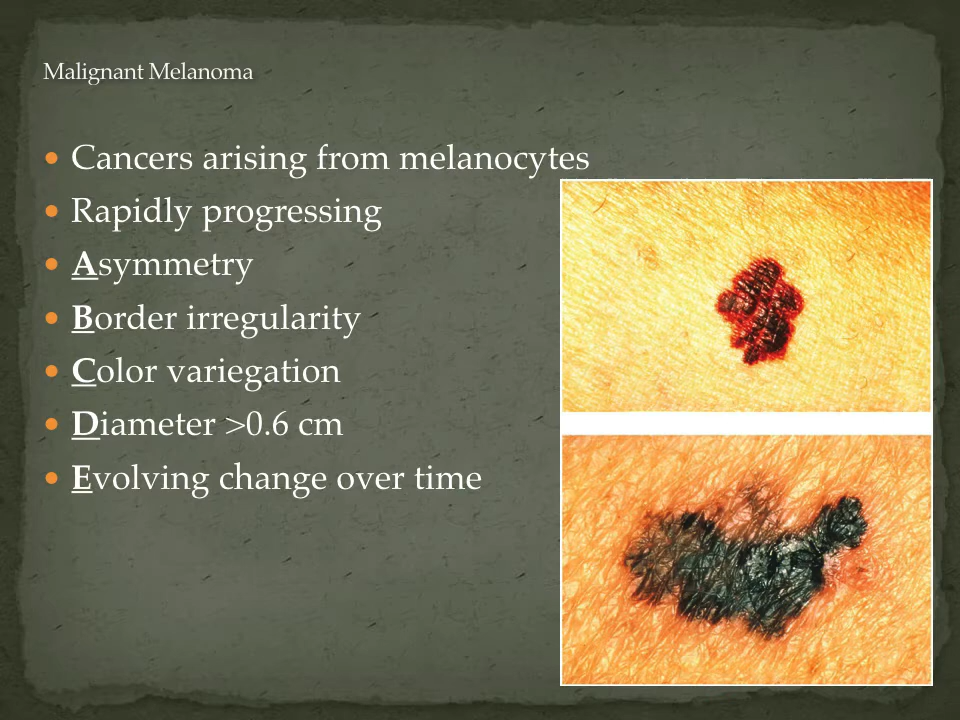 Malignant Melanoma
• Cancers arising from melanocytes
• Rapidly progressing
• Asymmetry
• Border irregularity
• Color variegation
• Diameter >0.6 cm
• Evolving change over time